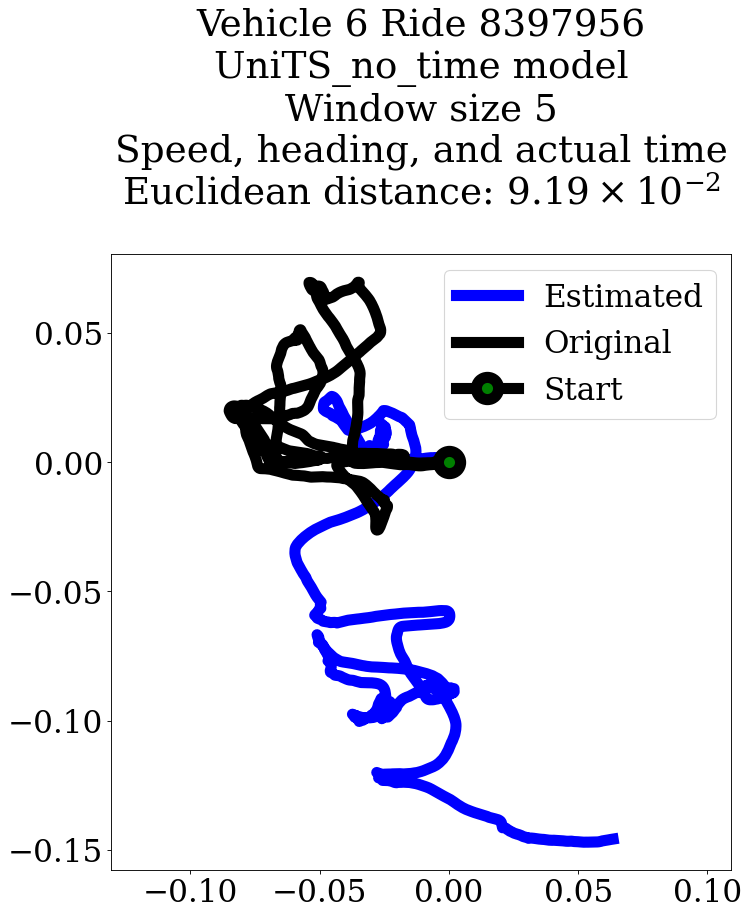 Vehicle 6 Ride 8397956
UniTS_no_time model
Window size 5
Speed, heading, and actual time
Euclidean distance: 9.19 × 10⁻²
Estimated
Original
Start
0.05
0.00
−0.05
−0.10
−0.15
−0.10 −0.05 0.00 0.05 0.10